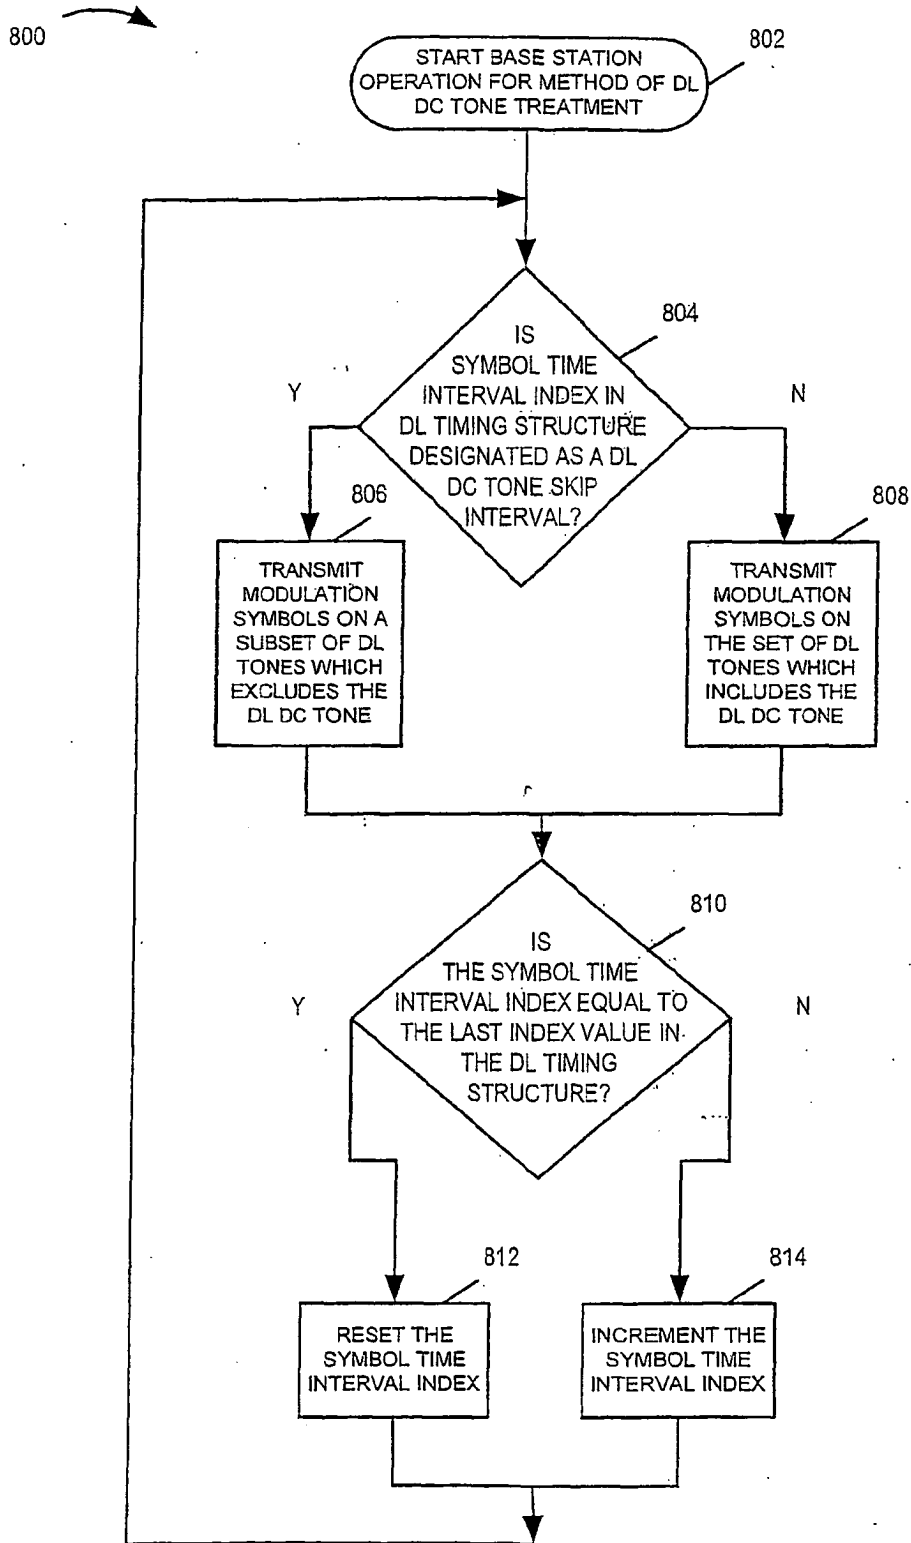 800
802
START BASE STATION
OPERATION FOR METHOD OF DL
DC TONE TREATMENT
804
IS
SYMBOL TIME
INTERVAL INDEX IN
DL TIMING STRUCTURE
DESIGNATED AS A DL
DC TONE SKIP
INTERVAL?
Y
N
806
TRANSMIT
MODULATION
SYMBOLS ON A
SUBSET OF DL
TONES WHICH
EXCLUDES THE
DL DC TONE
808
TRANSMIT
MODULATION
SYMBOLS ON
THE SET OF DL
TONES WHICH
INCLUDES THE
DL DC TONE
810
IS
THE SYMBOL TIME
INTERVAL INDEX EQUAL TO
THE LAST INDEX VALUE IN
THE DL TIMING
STRUCTURE?
Y
N
812
RESET THE
SYMBOL TIME
INTERVAL INDEX
814
INCREMENT THE
SYMBOL TIME
INTERVAL INDEX